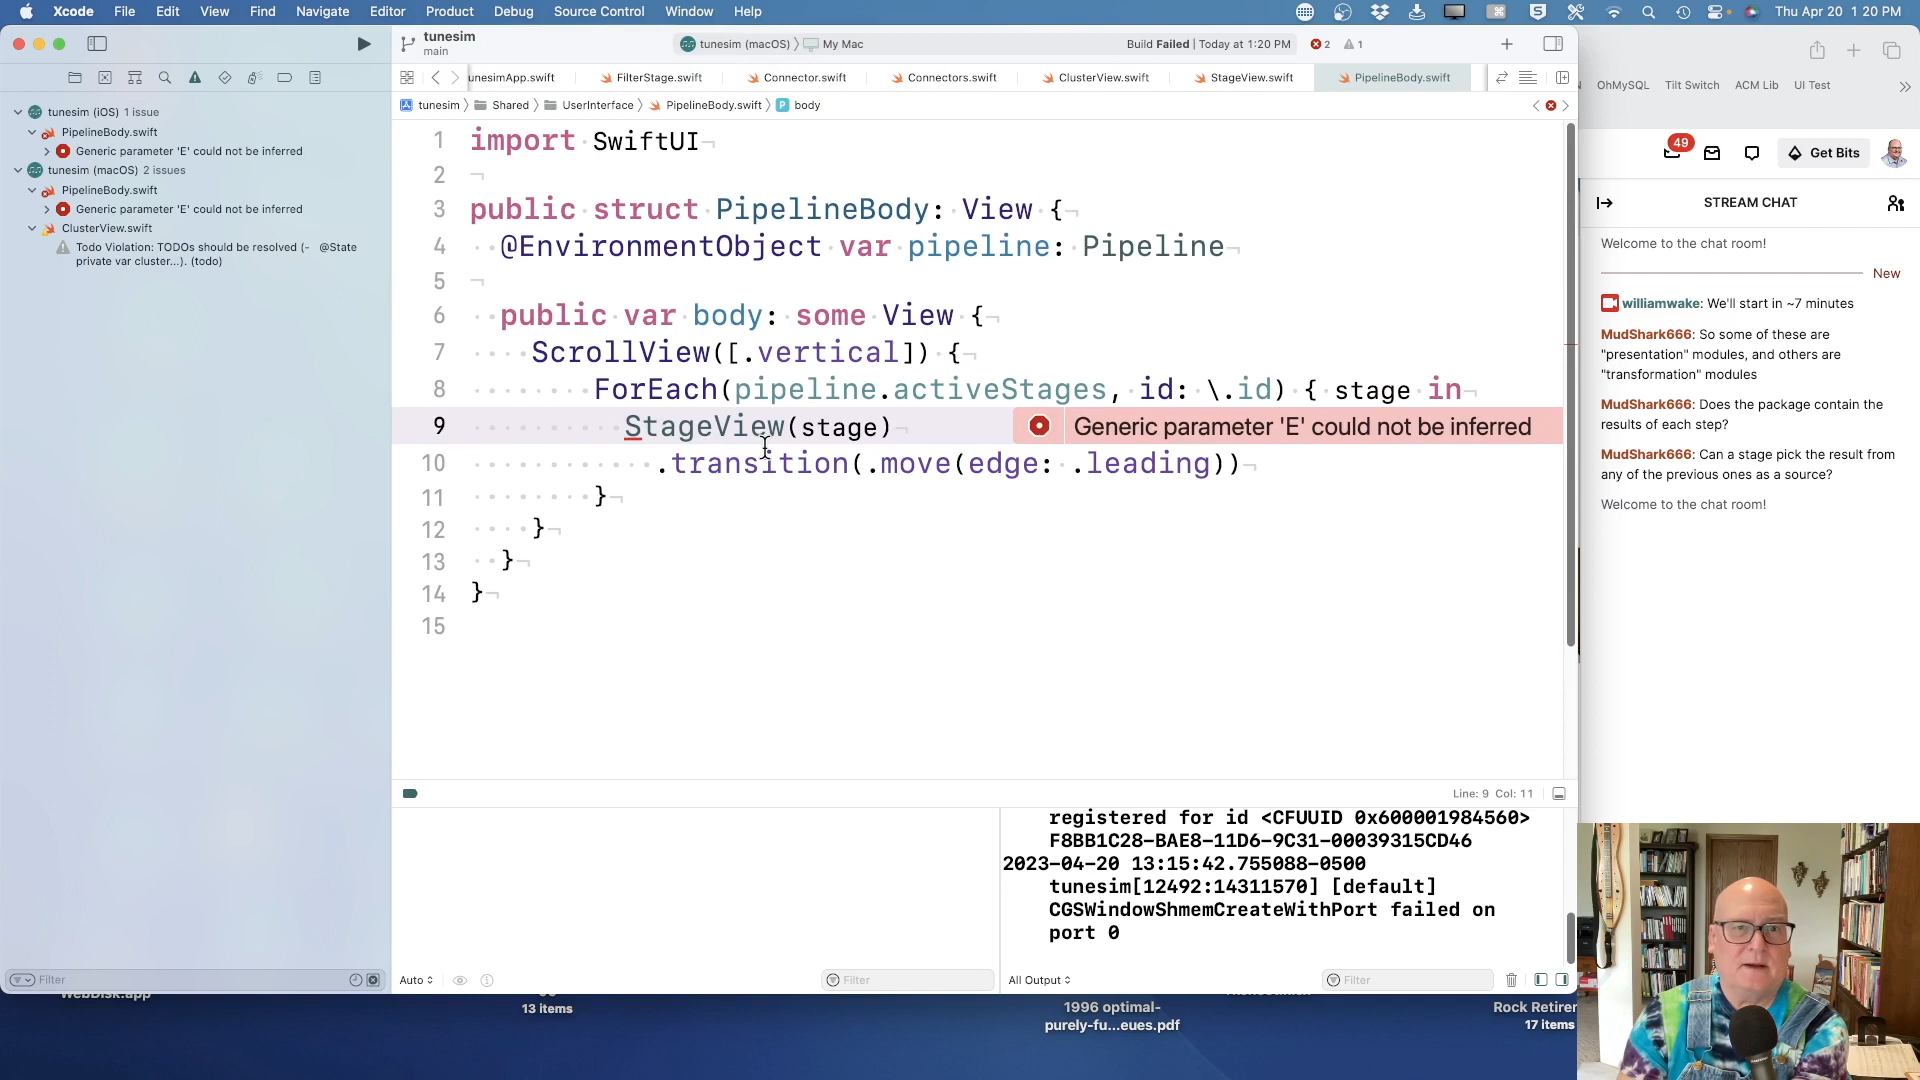 Xcode File Edit View Find Navigate Editor Product Debug Source Control Window Help
Thu Apr 20 1:20 PM
tunesim
main
tunesim (macOS) My Mac
Build Failed | Today at 1:20 PM
2
1
unesimApp.swift FilterStage.swift Connector.swift Connectors.swift ClusterView.swift StageView.swift PipelineBody.swift
tunesim Shared UserInterface PipelineBody.swift P body
tunesim (iOS) 1 issue
PipelineBody.swift
Generic parameter 'E' could not be inferred
tunesim (macOS) 2 issues
PipelineBody.swift
Generic parameter 'E' could not be inferred
ClusterView.swift
Todo Violation: TODOs should be resolved (- @State
private var cluster...). (todo)
Filter
1 import SwiftUI
2
3 public struct PipelineBody: View {
4 @EnvironmentObject var pipeline: Pipeline
5
6 public var body: some View {
7 ScrollView([.vertical]) {
8 ForEach(pipeline.activeStages, id: \.id) { stage in
9 StageView(stage) Generic parameter 'E' could not be inferred
10 .transition(.move(edge: .leading))
11 }
12 }
13 }
14 }
15
Line: 9 Col: 11
registered for id <CFUUID 0x600001984560>
F8BB1C28-BAE8-11D6-9C31-00039315CD46
2023-04-20 13:15:42.755088-0500
tunesim[12492:14311570] [default]
CGSWindowShmemCreateWithPort failed on
port 0
Auto
Filter
All Output
Filter
OhMySQL Tilt Switch ACM Lib UI Test
49
Get Bits
STREAM CHAT
Welcome to the chat room!
New
williamwake: We'll start in ~7 minutes
MudShark666: So some of these are
"presentation" modules, and others are
"transformation" modules
MudShark666: Does the package contain the
results of each step?
MudShark666: Can a stage pick the result from
any of the previous ones as a source?
Welcome to the chat room!
WebDisk.app
13 items
1996 optimal-
purely-fu...eues.pdf
Rock Retirer
17 items